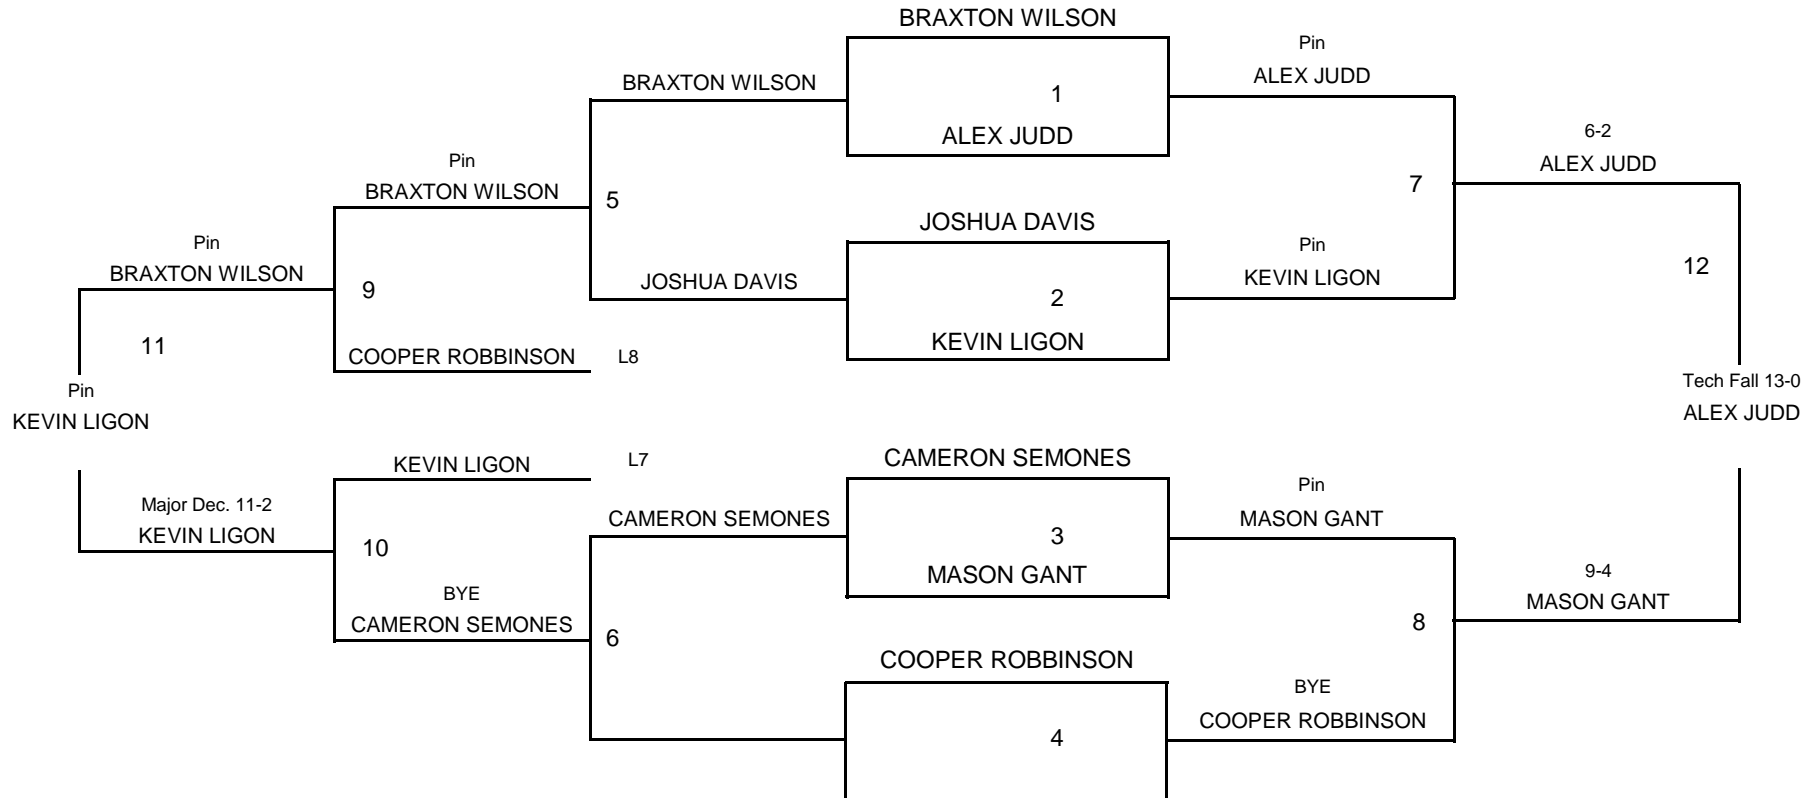 BRAXTON WILSON
Pin
BRAXTON WILSON
ALEX JUDD
1
6-2
ALEX JUDD
Pin
ALEX JUDD
BRAXTON WILSON
5
7
JOSHUA DAVIS
Pin
Pin
BRAXTON WILSON
JOSHUA DAVIS
KEVIN LIGON
12
9
2
11
KEVIN LIGON
COOPER ROBBINSON
L8
Pin
Tech Fall 13-0
KEVIN LIGON
ALEX JUDD
KEVIN LIGON
L7
CAMERON SEMONES
Pin
Major Dec. 11-2
CAMERON SEMONES
MASON GANT
KEVIN LIGON
3
10
MASON GANT
9-4
BYE
MASON GANT
CAMERON SEMONES
8
6
COOPER ROBBINSON
BYE
COOPER ROBBINSON
4